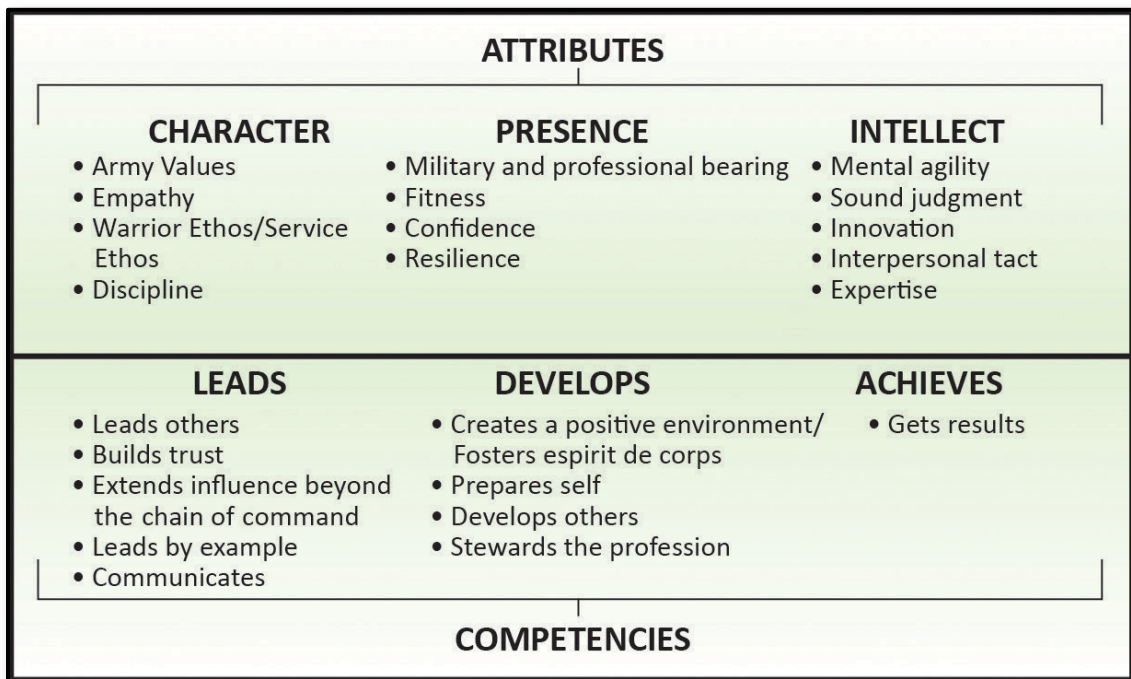 ATTRIBUTES
CHARACTER
• Army Values
• Empathy
• Warrior Ethos/Service
Ethos
• Discipline
PRESENCE
• Military and professional bearing
• Fitness
• Confidence
• Resilience
INTELLECT
• Mental agility
• Sound judgment
• Innovation
• Interpersonal tact
• Expertise
LEADS
• Leads others
• Builds trust
• Extends influence beyond
the chain of command
• Leads by example
• Communicates
DEVELOPS
• Creates a positive environment/
Fosters espirit de corps
• Prepares self
• Develops others
• Stewards the profession
ACHIEVES
• Gets results
COMPETENCIES